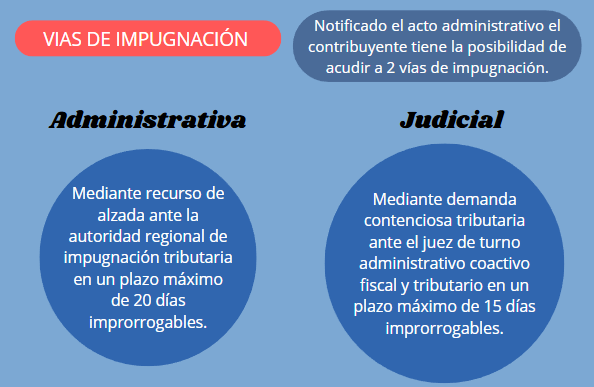 VIAS DE IMPUGNACIÓN
Notificado el acto administrativo el
contribuyente tiene la posibilidad de
acudir a 2 vías de impugnación.
Administrativa
Mediante recurso de
alzada ante la
autoridad regional de
impugnación tributaria
en un plazo máximo
de 20 días
improrrogables.
Judicial
Mediante demanda
contenciosa tributaria
ante el juez de turno
administrativo coactivo
fiscal y tributario en un
plazo máximo de 15 días
improrrogables.